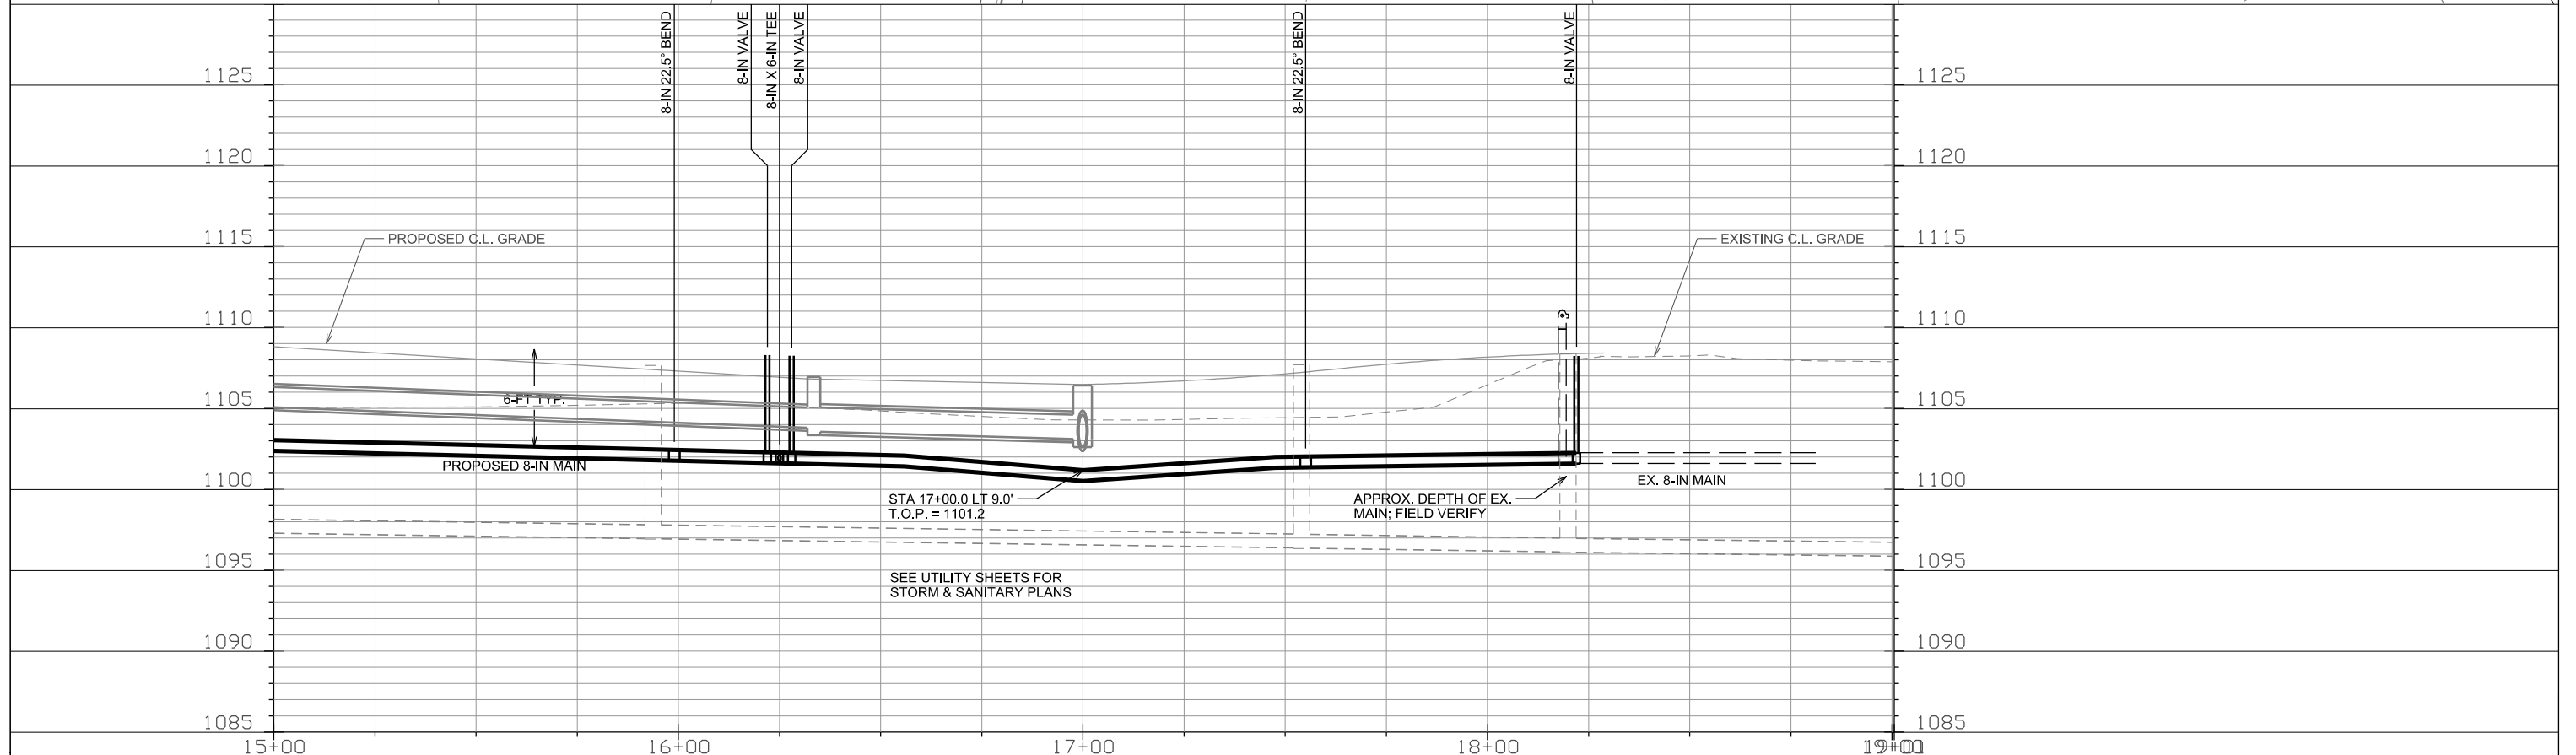 8-IN 22.5° BEND
8-IN VALVE
8-IN X 6-IN TEE
8-IN VALVE
8-IN 22.5° BEND
8-IN VALVE
1125
1125
1120
1120
PROPOSED C.L. GRADE
EXISTING C.L. GRADE
1115
1115
1110
1110
6-FT TYP.
1105
1105
PROPOSED 8-IN MAIN
EX. 8-IN MAIN
1100
1100
STA 17+00.0 LT 9.0'
T.O.P. = 1101.2
APPROX. DEPTH OF EX.
MAIN; FIELD VERIFY
1095
1095
SEE UTILITY SHEETS FOR
STORM & SANITARY PLANS
1090
1090
1085
1085
15+00
16+00
17+00
18+00